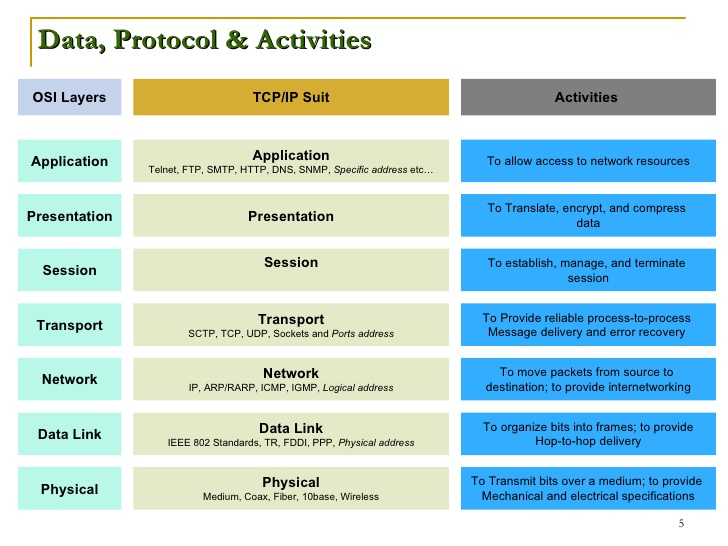 Data, Protocol & Activities
OSI Layers
TCP/IP Suit
Activities
Application
Application
Telnet, FTP, SMTP, HTTP, DNS, SNMP, Specific address etc…
To allow access to network resources
Presentation
Presentation
To Translate, encrypt, and compress
data
Session
Session
To establish, manage, and terminate
session
Transport
Transport
SCTP, TCP, UDP, Sockets and Ports address
To Provide reliable process-to-process
Message delivery and error recovery
Network
Network
IP, ARP/RARP, ICMP, IGMP, Logical address
To move packets from source to
destination; to provide internetworking
Data Link
Data Link
IEEE 802 Standards, TR, FDDI, PPP, Physical address
To organize bits into frames; to provide
Hop-to-hop delivery
Physical
Physical
Medium, Coax, Fiber, 10base, Wireless
To Transmit bits over a medium; to provide
Mechanical and electrical specifications
5